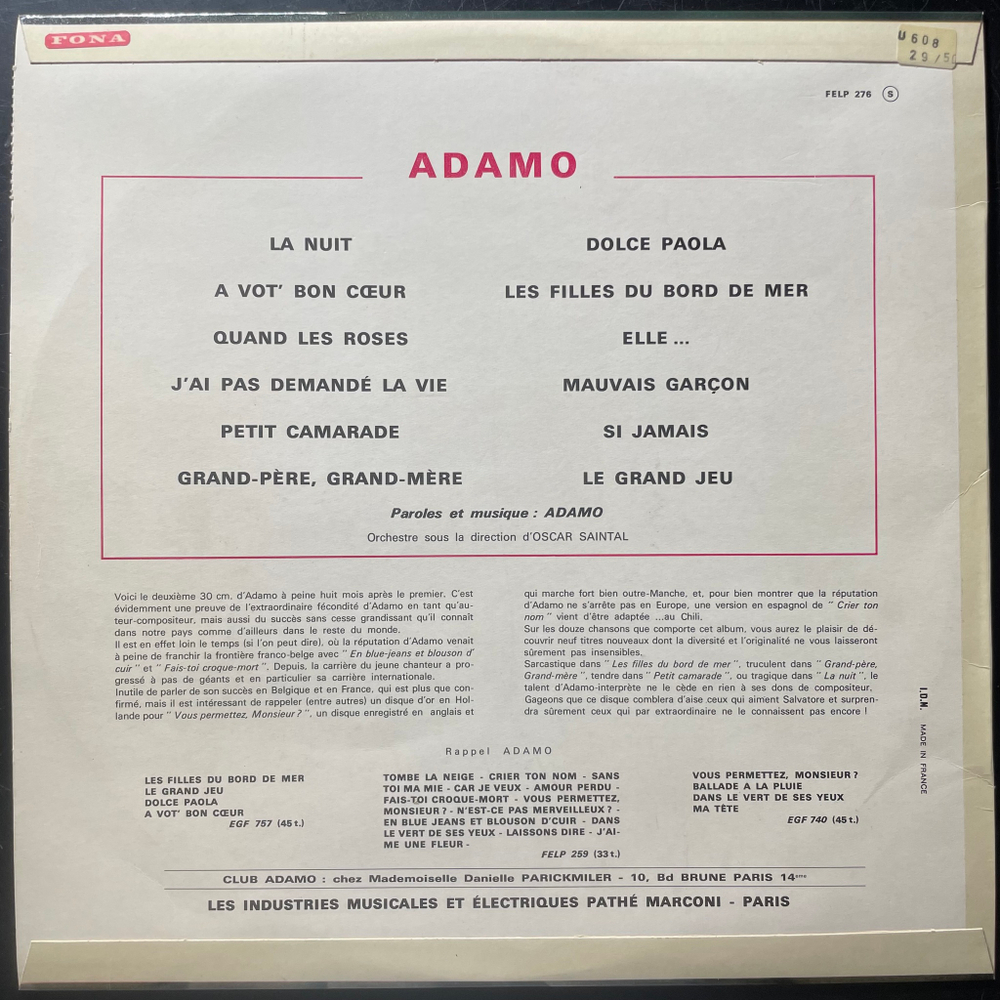 FONA
U608
29/50
FELP 276 S
ADAMO
LA NUIT
A VOT' BON CŒUR
QUAND LES ROSES
J'AI PAS DEMANDÉ LA VIE
PETIT CAMARADE
GRAND-PÈRE, GRAND-MÈRE
DOLCE PAOLA
LES FILLES DU BORD DE MER
ELLE ...
MAUVAIS GARÇON
SI JAMAIS
LE GRAND JEU
Paroles et musique : ADAMO
Orchestre sous la direction d'OSCAR SAINTAL
Voici le deuxième 30 cm. d'Adamo à peine huit mois après le premier. C'est
évidemment une preuve de l'extraordinaire fécondité d'Adamo en tant qu'au-
teur-compositeur, mais aussi du succès sans cesse grandissant qu'il connaît
dans notre pays comme d'ailleurs dans le reste du monde.
Il est en effet loin le temps (si l'on peut dire), où la réputation d'Adamo venait
à peine de franchir la frontière franco-belge avec " En blue-jeans et blouson d'
cuir " et " Fais-toi croque-mort ". Depuis, la carrière du jeune chanteur a pro-
gressé à pas de géants et en particulier sa carrière internationale.
Inutile de parler de son succès en Belgique et en France, qui est plus que con-
firmé, mais il est intéressant de rappeler (entre autres) un disque d'or en Hol-
lande pour " Vous permettez, Monsieur ? ", un disque enregistré en anglais et
qui marche fort bien outre-Manche, et, pour bien montrer que la réputation
d'Adamo ne s'arrête pas en Europe, une version en espagnol de " Crier ton
nom " vient d'être adaptée ...au Chili.
Sur les douze chansons que comporte cet album, vous aurez le plaisir de dé-
couvrir neuf titres nouveaux dont la diversité et l'originalité ne vous laisseront
sûrement pas insensibles.
Sarcastique dans " Les filles du bord de mer ", truculent dans " Grand-père,
Grand-mère ", tendre dans " Petit camarade ", ou tragique dans " La nuit ", le
talent d'Adamo-interprète ne le cède en rien à ses dons de compositeur.
Gageons que ce disque comblera d'aise ceux qui aiment Salvatore et surpren-
dra sûrement ceux qui par extraordinaire ne le connaissent pas encore !
I.D.N. MADE IN FRANCE
Rappel ADAMO
LES FILLES DU BORD DE MER
LE GRAND JEU
DOLCE PAOLA
A VOT' BON CŒUR
EGF 757 (45 t.)
TOMBE LA NEIGE - CRIER TON NOM - SANS
TOI MA MIE - CAR JE VEUX - AMOUR PERDU -
FAIS-TOI CROQUE-MORT - VOUS PERMETTEZ,
MONSIEUR ? - N'EST-CE PAS MERVEILLEUX ? -
EN BLUE JEANS ET BLOUSON D'CUIR - DANS
LE VERT DE SES YEUX - LAISSONS DIRE - J'AI-
ME UNE FLEUR -
FELP 259 (33 t.)
VOUS PERMETTEZ, MONSIEUR ?
BALLADE A LA PLUIE
DANS LE VERT DE SES YEUX
MA TÊTE
EGF 740 (45 t.)
CLUB ADAMO : chez Mademoiselle Danielle PARICKMILER - 10, Bd BRUNE PARIS 14ème
LES INDUSTRIES MUSICALES ET ÉLECTRIQUES PATHÉ MARCONI - PARIS